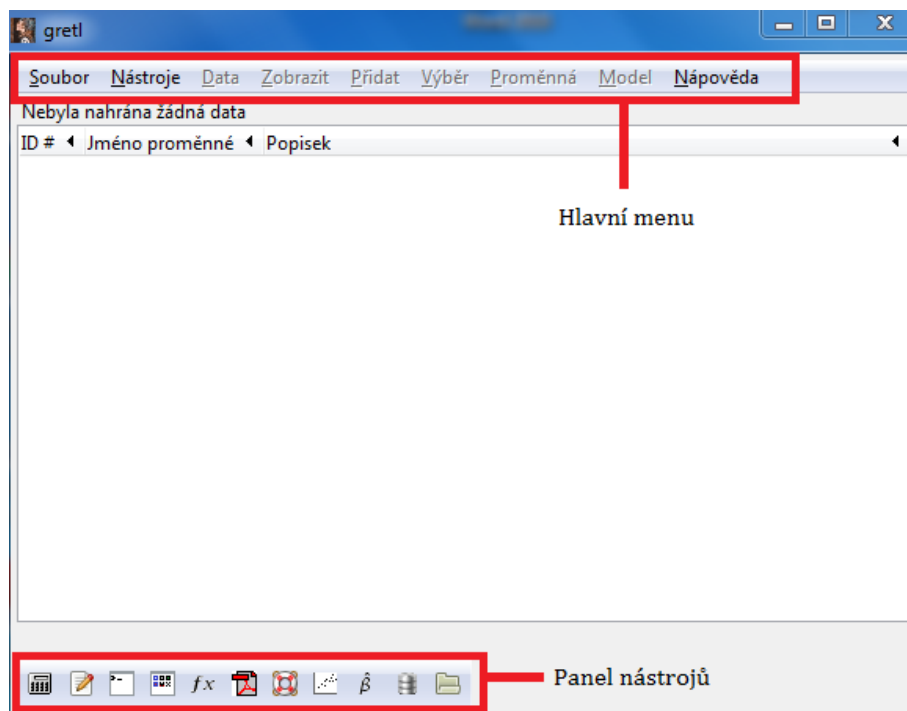 gretl
Soubor Nástroje Data Zobrazit Přidat Výběr Proměnná Model Nápověda
Nebyla nahrána žádná data
ID # Jméno proměnné Popisek
Hlavní menu
fx β̂
Panel nástrojů